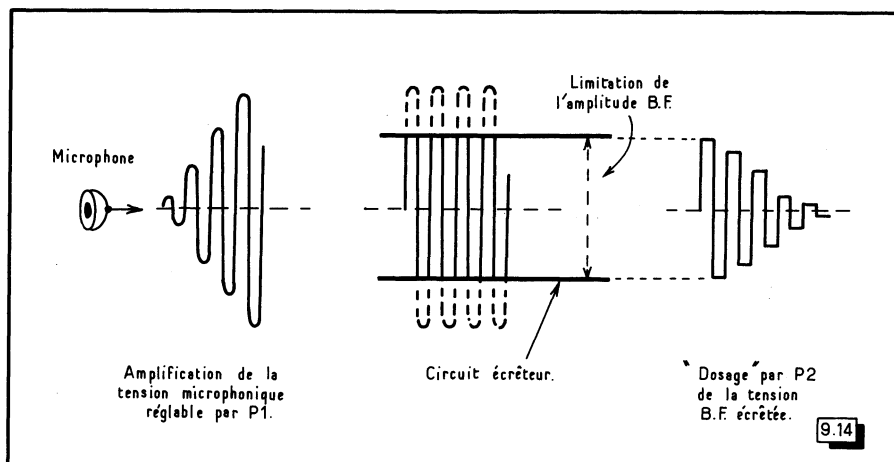 Limitation de
l'amplitude B.F.
Microphone
Amplification de la
tension microphonique
réglable par P1.
Circuit écrêteur.
"Dosage" par P2
de la tension
B.F. écrêtée.
9.14